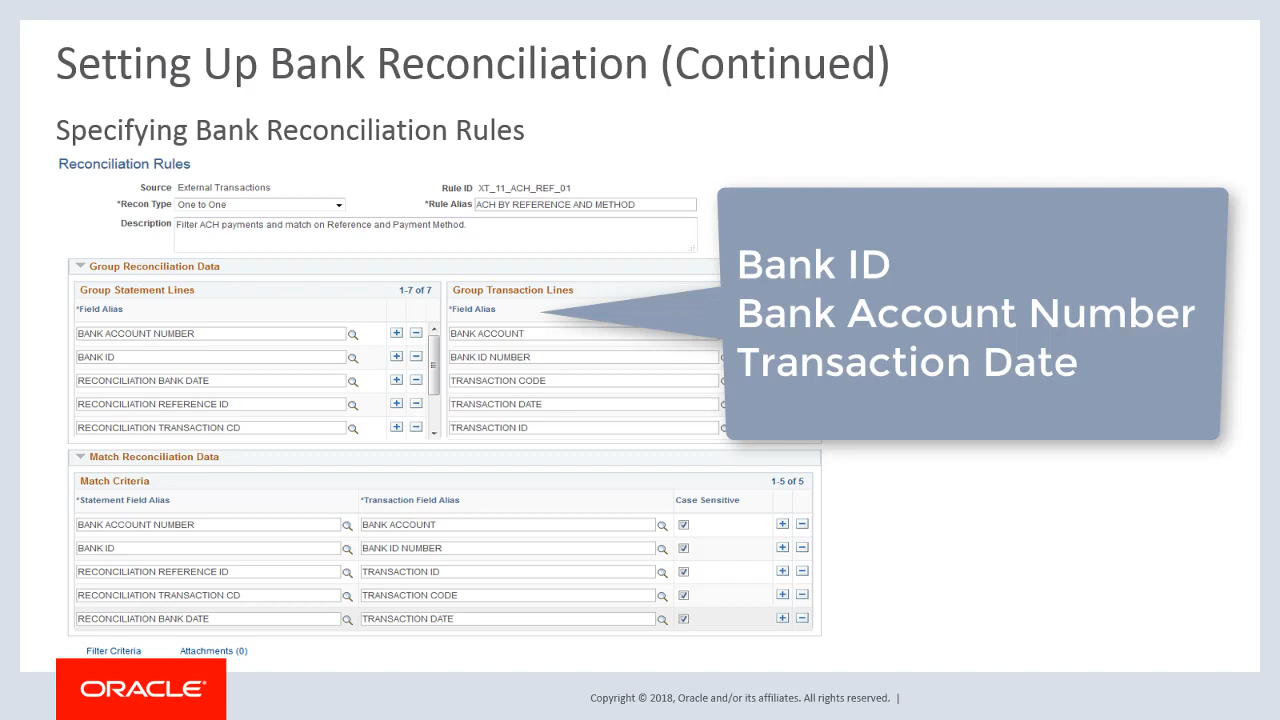 Setting Up Bank Reconciliation (Continued)
Specifying Bank Reconciliation Rules
Reconciliation Rules
Source External Transactions Rule ID XT_11_ACH_REF_01
*Recon Type One to One *Rule Alias ACH BY REFERENCE AND METHOD
Description Filter ACH payments and match on Reference and Payment Method.
Group Reconciliation Data
Group Statement Lines 1-7 of 7 Group Transaction Lines
*Field Alias *Field Alias
BANK ACCOUNT NUMBER BANK ACCOUNT
BANK ID BANK ID NUMBER
RECONCILIATION BANK DATE TRANSACTION CODE
RECONCILIATION REFERENCE ID TRANSACTION DATE
RECONCILIATION TRANSACTION CD TRANSACTION ID
Bank ID
Bank Account Number
Transaction Date
Match Reconciliation Data
Match Criteria 1-5 of 5
*Statement Field Alias *Transaction Field Alias Case Sensitive
BANK ACCOUNT NUMBER BANK ACCOUNT
BANK ID BANK ID NUMBER
RECONCILIATION REFERENCE ID TRANSACTION ID
RECONCILIATION TRANSACTION CD TRANSACTION CODE
RECONCILIATION BANK DATE TRANSACTION DATE
Filter Criteria Attachments (0)
ORACLE®
Copyright © 2018, Oracle and/or its affiliates. All rights reserved. |